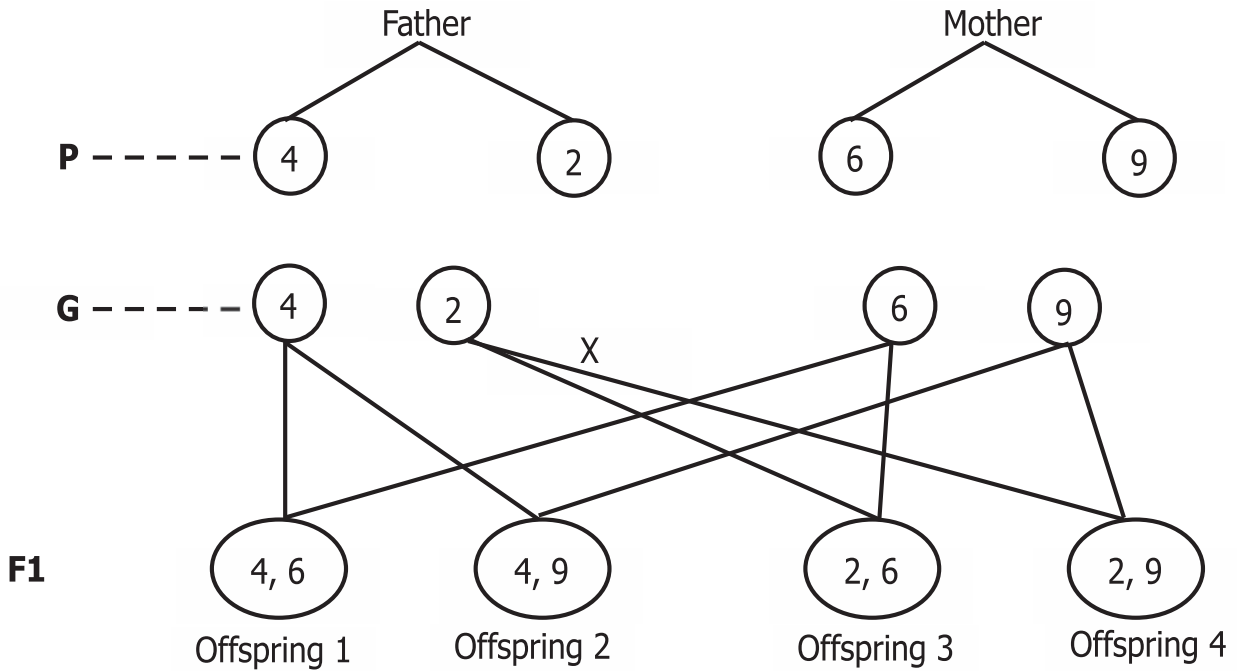 Father Mother
P 4 2 6 9
G 4 2 6 9
X
F1 4, 6 4, 9 2, 6 2, 9
Offspring 1 Offspring 2 Offspring 3 Offspring 4